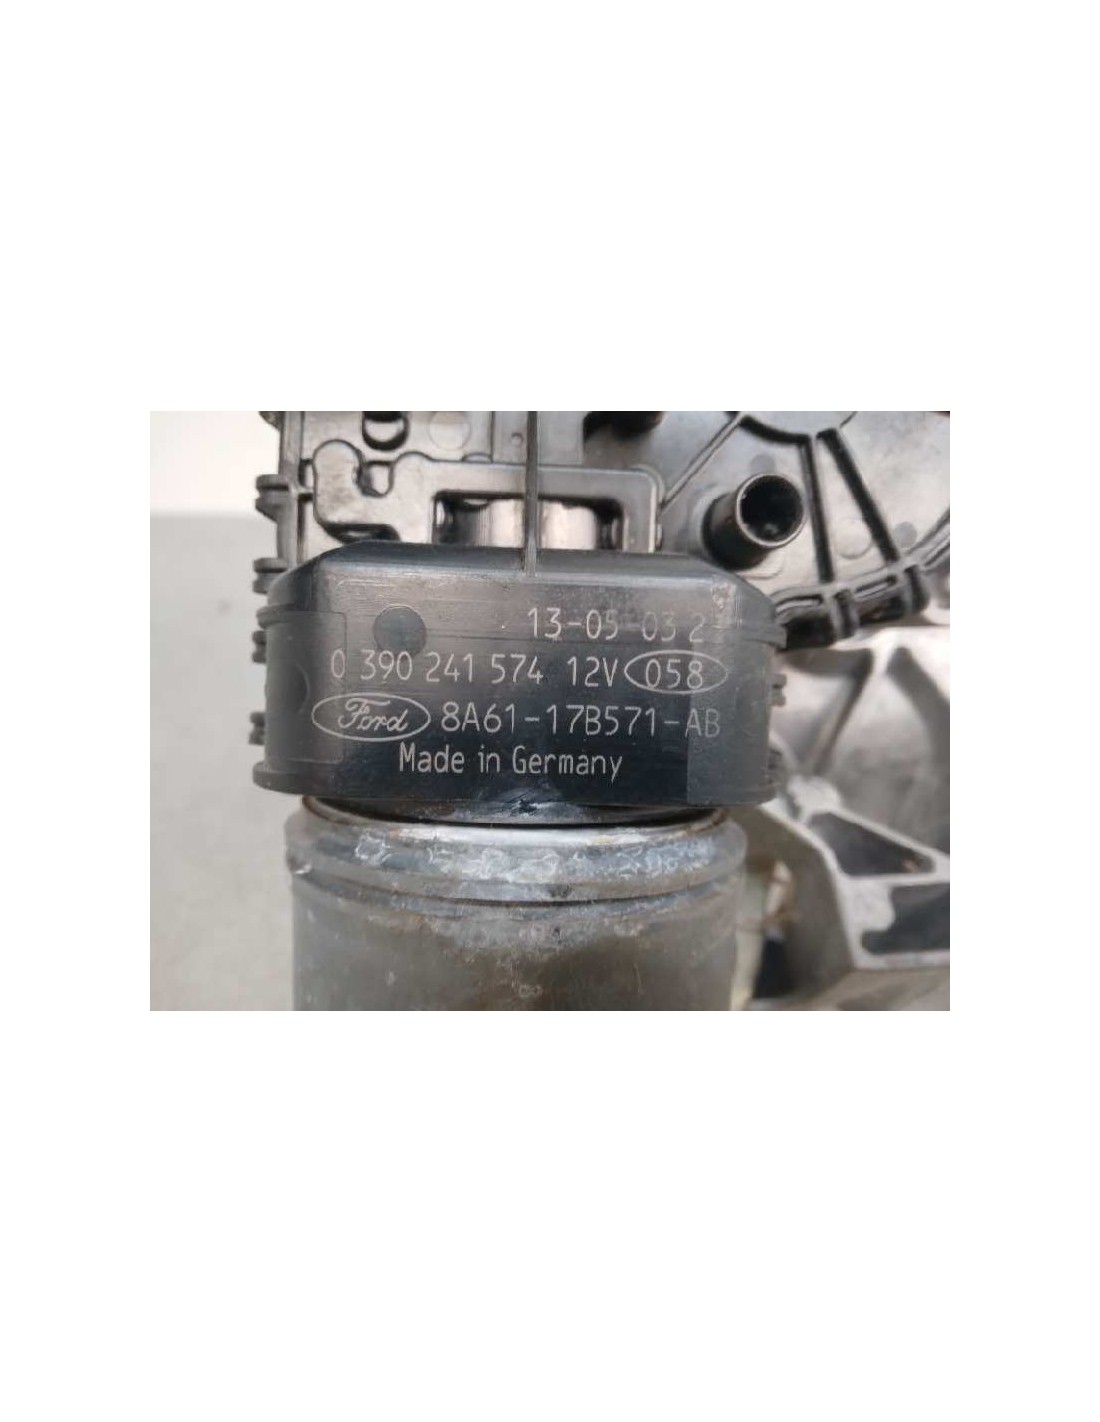 13-05-03 2
0 390 241 574 12V 058
Ford 8A61-17B571-AB
Made in Germany